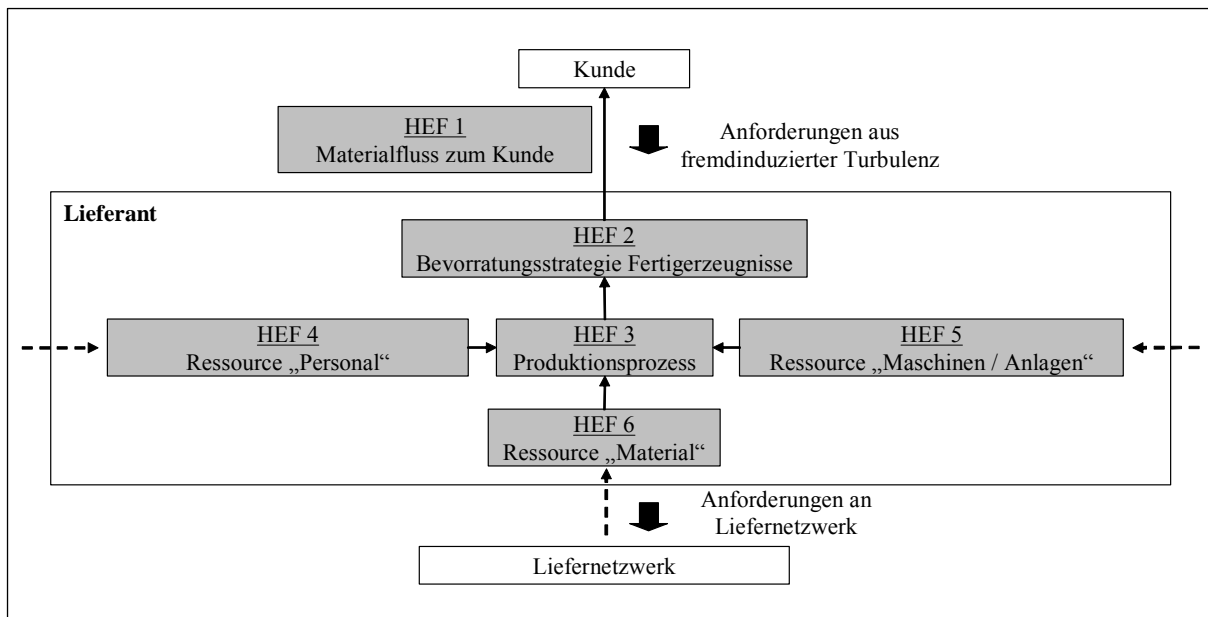 Kunde
HEF 1
Materialfluss zum Kunde
Anforderungen aus
fremdinduzierter Turbulenz
Lieferant
HEF 2
Bevorratungsstrategie Fertigerzeugnisse
HEF 4
Ressource „Personal“
HEF 3
Produktionsprozess
HEF 5
Ressource „Maschinen / Anlagen“
HEF 6
Ressource „Material“
Anforderungen an
Liefernetzwerk
Liefernetzwerk